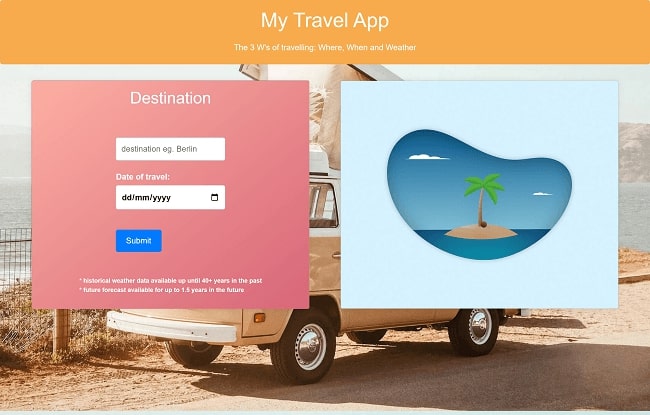 My Travel App
The 3 W's of travelling: Where, When and Weather
Destination
destination eg. Berlin
Date of travel:
dd/mm/yyyy
Submit
* historical weather data available up until 40+ years in the past
* future forecast available for up to 1.5 years in the future